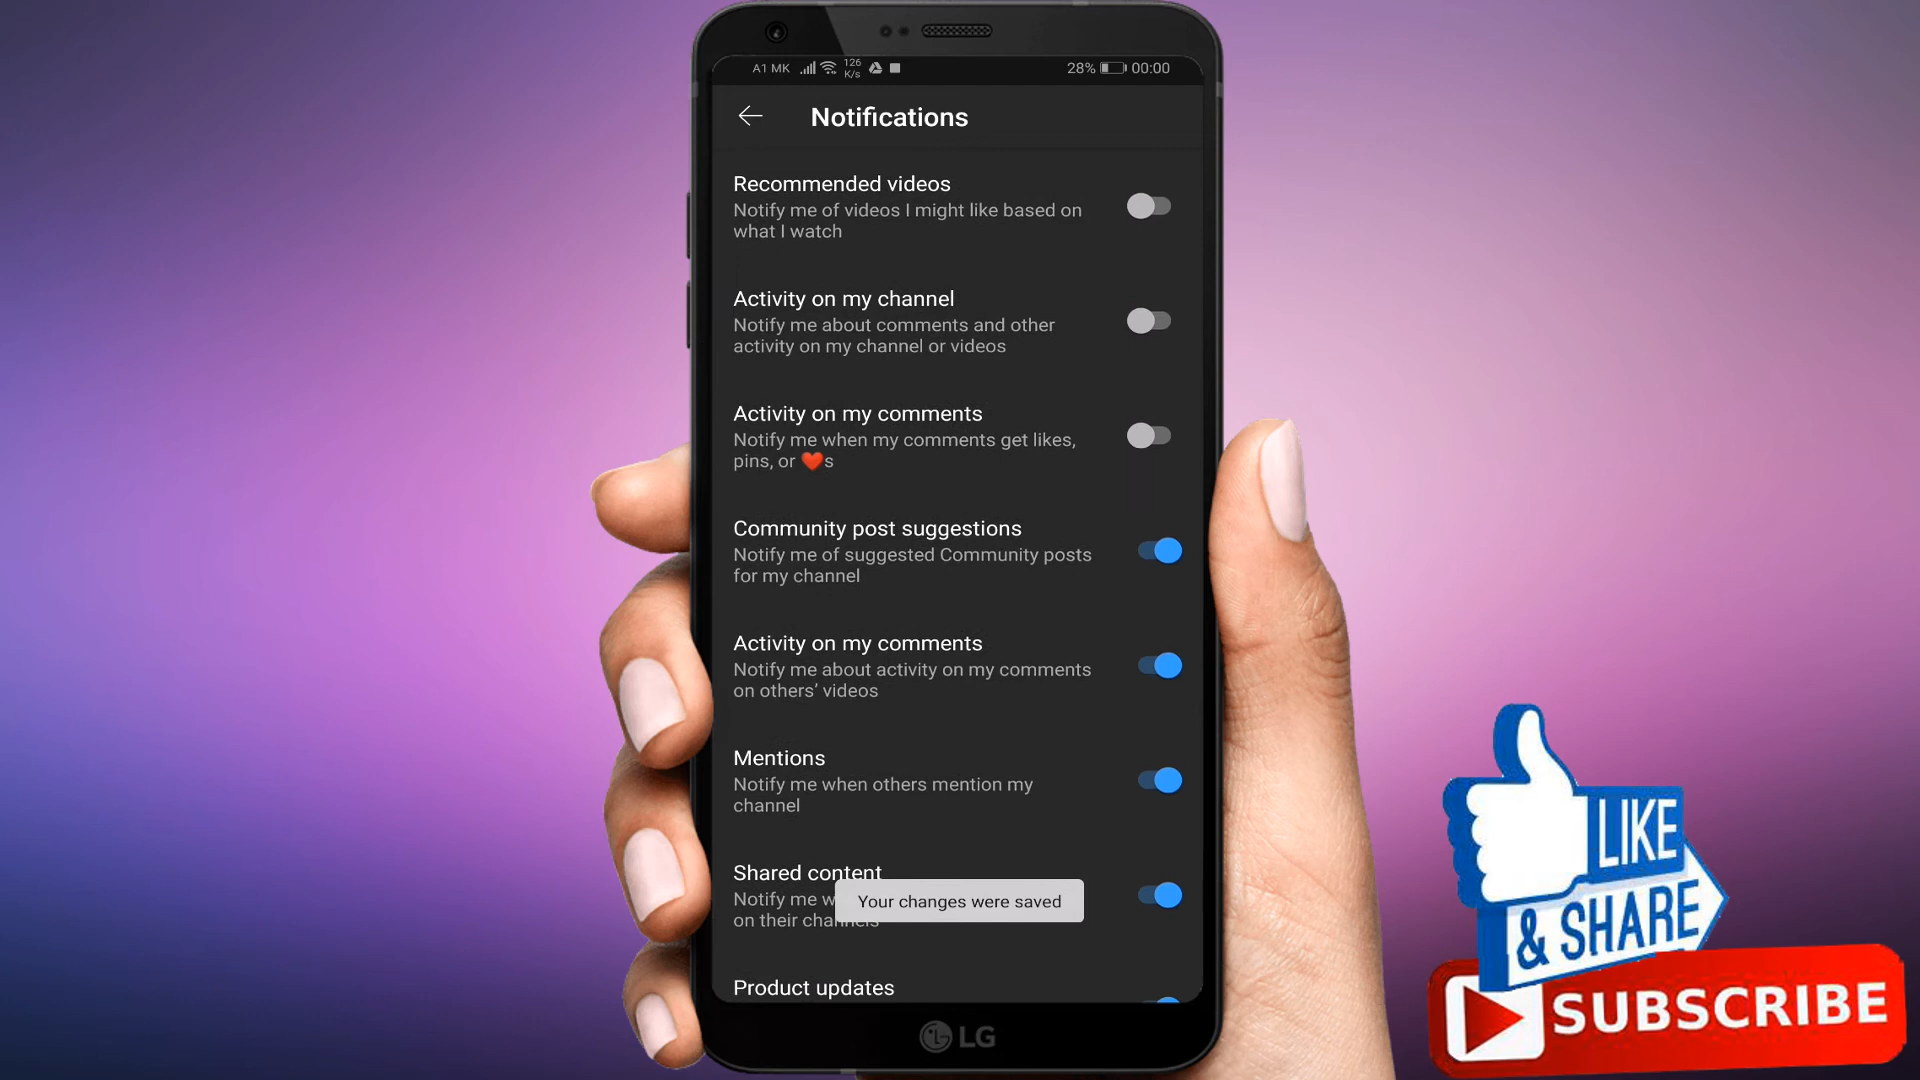 A1 MK 126 K/s 28% 00:00
Notifications
Recommended videos
Notify me of videos I might like based on
what I watch
Activity on my channel
Notify me about comments and other
activity on my channel or videos
Activity on my comments
Notify me when my comments get likes,
pins, or ❤️s
Community post suggestions
Notify me of suggested Community posts
for my channel
Activity on my comments
Notify me about activity on my comments
on others’ videos
Mentions
Notify me when others mention my
channel
Shared content
Notify me
on their channels
Your changes were saved
Product updates
LG
LIKE
& SHARE
SUBSCRIBE